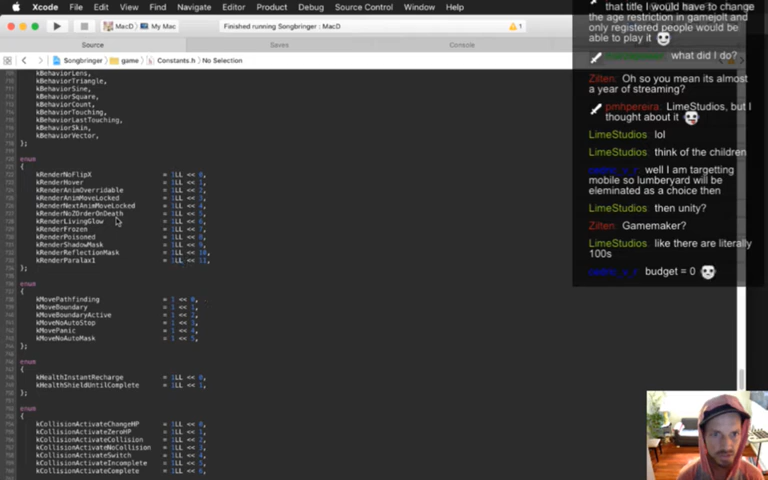 Xcode File Edit View Find Navigate Editor Product Debug Source Control Window Help
MacD My Mac
Finished running Songbringer : MacD
1
Source
Saves
Console
Songbringer game Constants.h No Selection
kBehaviorLens,
kBehaviorTriangle,
kBehaviorSine,
kBehaviorSquare,
kBehaviorCount,
kBehaviorTouching,
kBehaviorLastTouching,
kBehaviorSkin,
kBehaviorVector,
};
enum
{
kRenderNoFlipX = 1LL << 0,
kRenderHover = 1LL << 1,
kRenderAnimOverridable = 1LL << 2,
kRenderAnimMoveLocked = 1LL << 3,
kRenderNextAnimMoveLocked = 1LL << 4,
kRenderNoZOrderOnDeath = 1LL << 5,
kRenderLivingGlow = 1LL << 6,
kRenderFrozen = 1LL << 7,
kRenderPoisoned = 1LL << 8,
kRenderShadowMask = 1LL << 9,
kRenderReflectionMask = 1LL << 10,
kRenderParalax1 = 1LL << 11,
};
enum
{
kMovePathfinding = 1 << 0,
kMoveBoundary = 1 << 1,
kMoveBoundaryActive = 1 << 2,
kMoveNoAutoStop = 1 << 3,
kMovePanic = 1 << 4,
kMoveNoAutoMask = 1 << 5,
};
enum
{
kHealthInstantRecharge = 1LL << 0,
kHealthShieldUntilComplete = 1LL << 1,
};
enum
{
kCollisionActivateChangeHP = 1LL << 0,
kCollisionActivateZeroHP = 1LL << 1,
kCollisionActivateCollision = 1LL << 2,
kCollisionActivateNoCollision = 1LL << 3,
kCollisionActivateSwitch = 1LL << 4,
kCollisionActivateIncomplete = 1LL << 5,
kCollisionActivateComplete = 1LL << 6,
that title I would have to change
the age restriction in gamejolt and
only registered people would be
able to play it
what did I do?
Zilten: Oh so you mean its almost
a year of streaming?
pmhpereira: LimeStudios, but I
thought about it
LimeStudios: lol
LimeStudios: think of the children
well I am targetting
mobile so lumberyard will be
eleminated as a choice then
LimeStudios: then unity?
Zilten: Gamemaker?
LimeStudios: like there are literally
100s
budget = 0